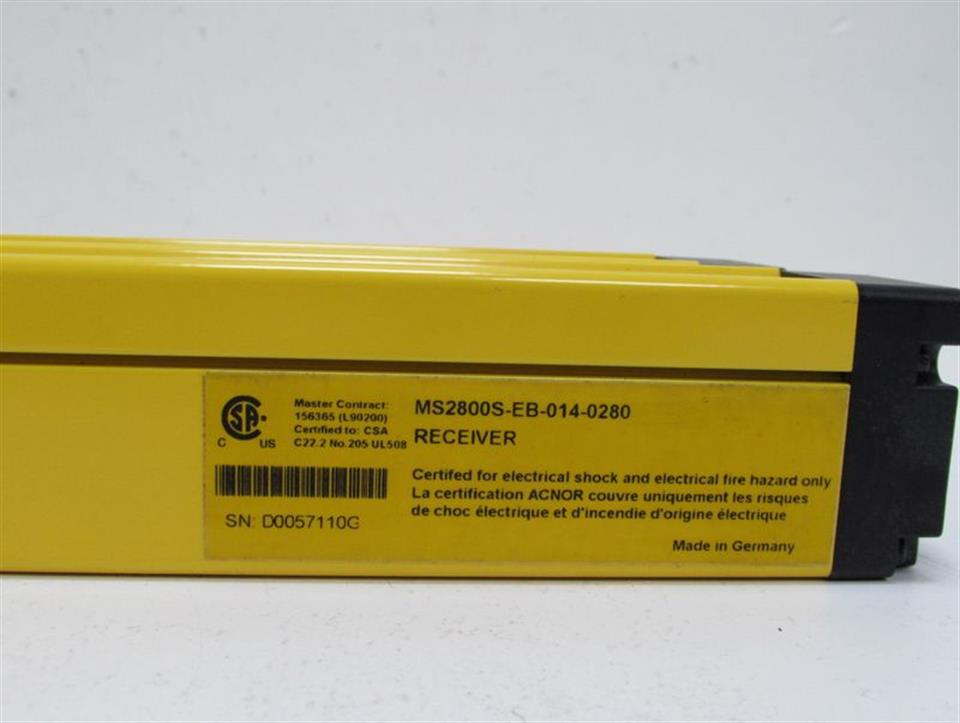 CSA
C US
Master Contract:
156365 (L90200)
Certified to: CSA
C22.2 No.205 UL508
MS2800S-EB-014-0280
RECEIVER
SN: D0057110G
Certifed for electrical shock and electrical fire hazard only
La certification ACNOR couvre uniquement les risques
de choc électrique et d'incendie d'origine électrique
Made in Germany